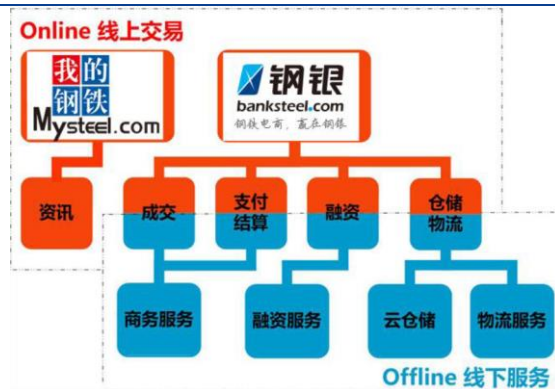 Online 线上交易
我的
钢铁
Mysteel.com
钢银
banksteel.com
钢铁电商，赢在钢银
资讯
成交
支付
结算
融资
仓储
物流
商务服务
融资服务
云仓储
物流服务
Offline 线下服务